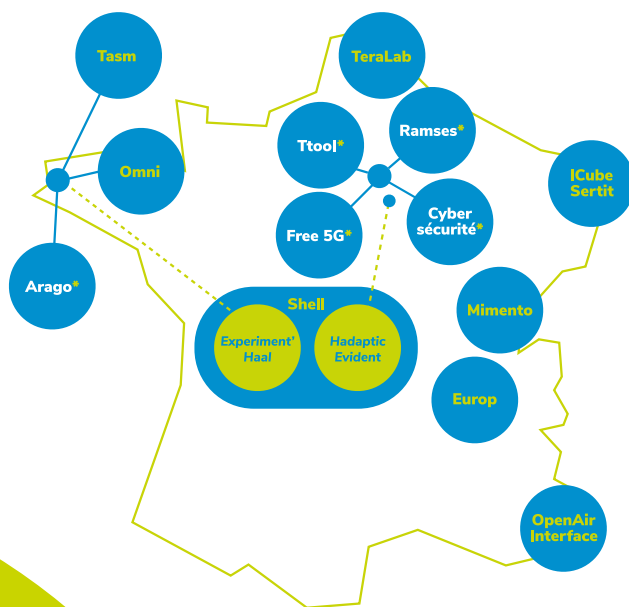 Tasm
TeraLab
Ramses*
Ttool*
Omni
ICube
Sertit
Cyber
sécurité*
Free 5G*
Arago*
Shell
Mimento
Experiment'
Haal
Hadaptic
Evident
Europ
OpenAir
Interface